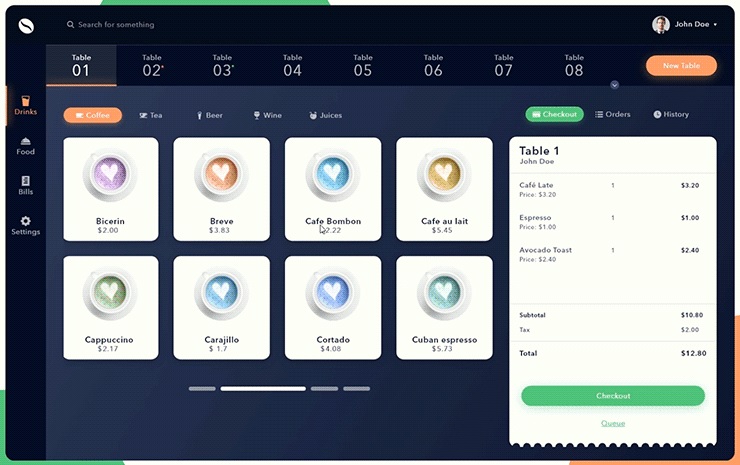 Search for something
John Doe
Table 01
Table 02
Table 03
Table 04
Table 05
Table 06
Table 07
Table 08
New Table
Drinks
Food
Bills
Settings
Coffee
Tea
Beer
Wine
Juices
Checkout
Orders
History
Bicerin
$2.00
Breve
$3.83
Cafe Bombon
$2.22
Cafe au lait
$5.45
Cappuccino
$2.17
Carajillo
$ 1.7
Cortado
$4.08
Cuban espresso
$5.73
Table 1
John Doe
Café Late 1 $3.20
Price: $3.20
Espresso 1 $1.00
Price: $1.00
Avocado Toast 1 $2.40
Price: $2.40
Subtotal $10.80
Tax $2.00
Total $12.80
Checkout
Queue